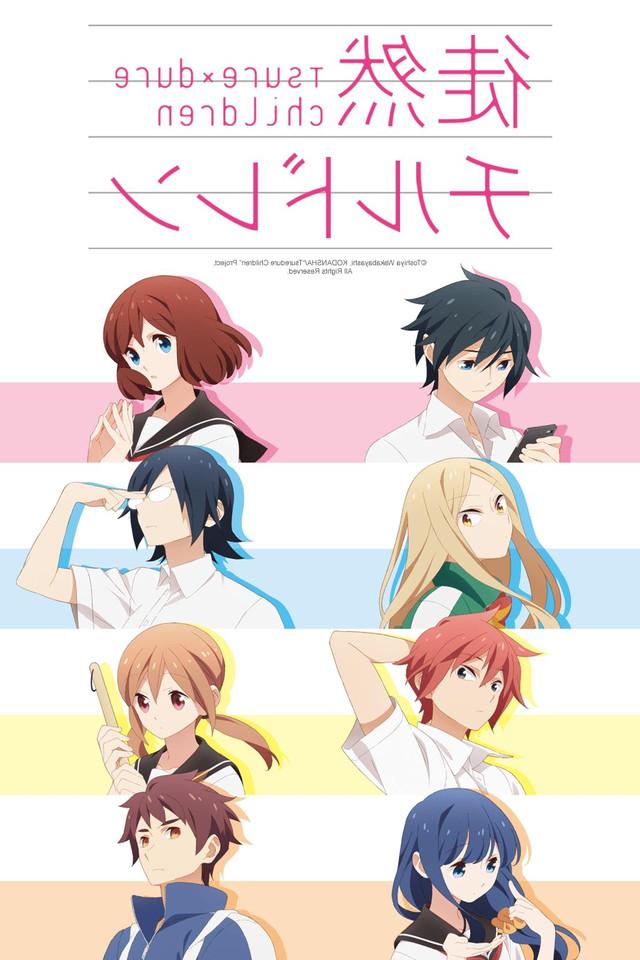 徒然
Tsure×dure
children
チルドレン
©Toshiya Wakabayashi, KODANSHA/"Tsuredure Children" Project.
All Rights Reserved.